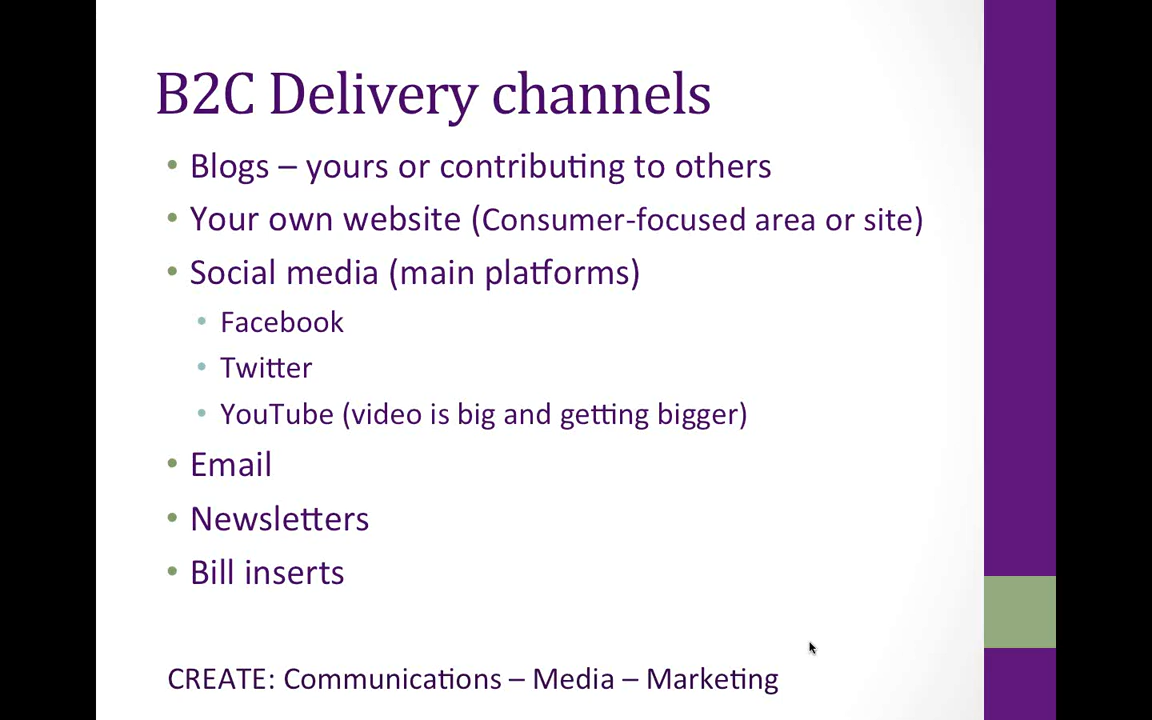 B2C Delivery channels
• Blogs – yours or contributing to others
• Your own website (Consumer-focused area or site)
• Social media (main platforms)
• Facebook
• Twitter
• YouTube (video is big and getting bigger)
• Email
• Newsletters
• Bill inserts
CREATE: Communications – Media – Marketing